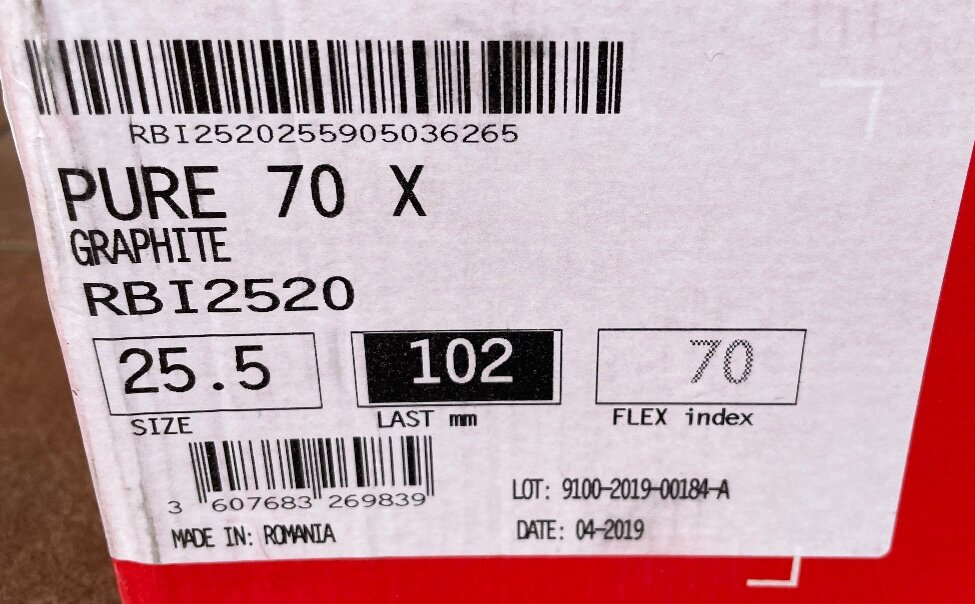 RBI2520255905036265
PURE 70 X
GRAPHITE
RBI2520
25.5 102 70
SIZE LAST mm FLEX index
3 607683 269839
LOT: 9100-2019-00184-A
MADE IN: ROMANIA
DATE: 04-2019